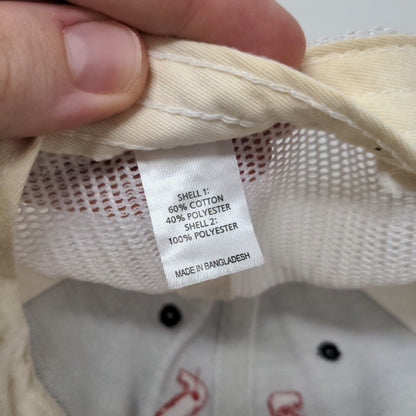 SHELL 1:
60% COTTON
40% POLYESTER
SHELL 2:
100% POLYESTER
MADE IN BANGLADESH